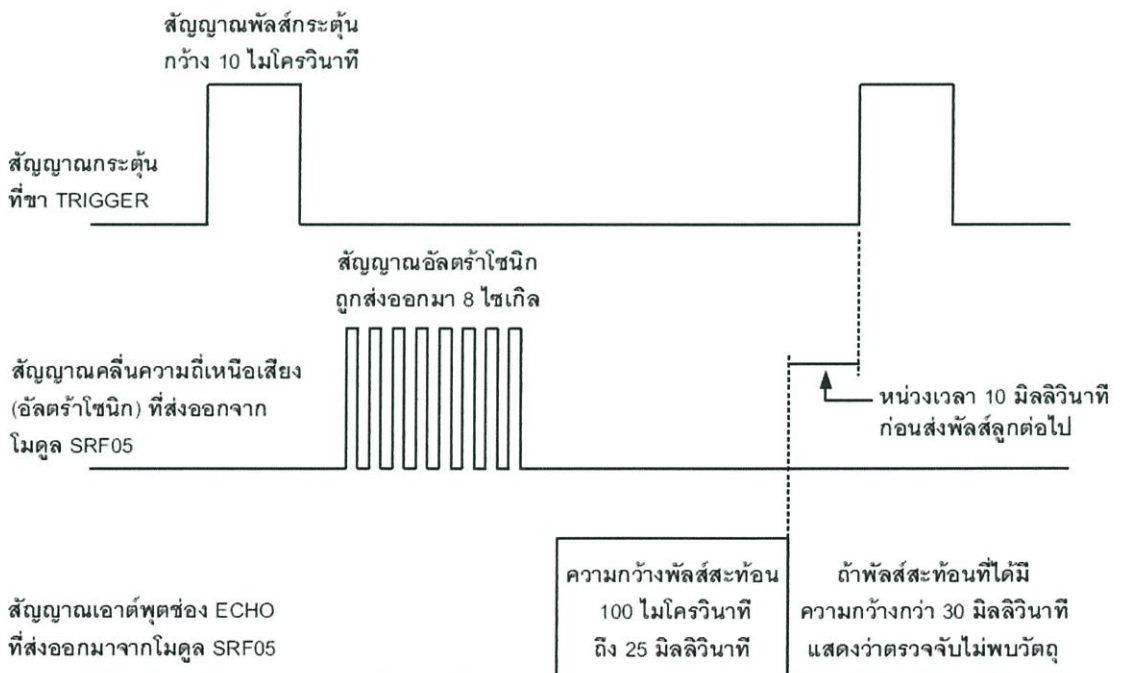 สัญญาณพัลส์กระตุ้น
กว้าง 10 ไมโครวินาที
สัญญาณกระตุ้น
ที่ขา TRIGGER
สัญญาณอัลตร้าโซนิก
ถูกส่งออกมา 8 ไซเกิล
สัญญาณคลื่นความถี่เหนือเสียง
(อัลตร้าโซนิก) ที่ส่งออกจาก
โมดูล SRF05
หน่วงเวลา 10 มิลลิวินาที
ก่อนส่งพัลส์ลูกต่อไป
ความกว้างพัลส์สะท้อน
100 ไมโครวินาที
ถึง 25 มิลลิวินาที
ถ้าพัลส์สะท้อนที่ได้มี
ความกว้างกว่า 30 มิลลิวินาที
แสดงว่าตรวจจับไม่พบวัตถุ
สัญญาณเอาต์พุตช่อง ECHO
ที่ส่งออกมาจากโมดูล SRF05